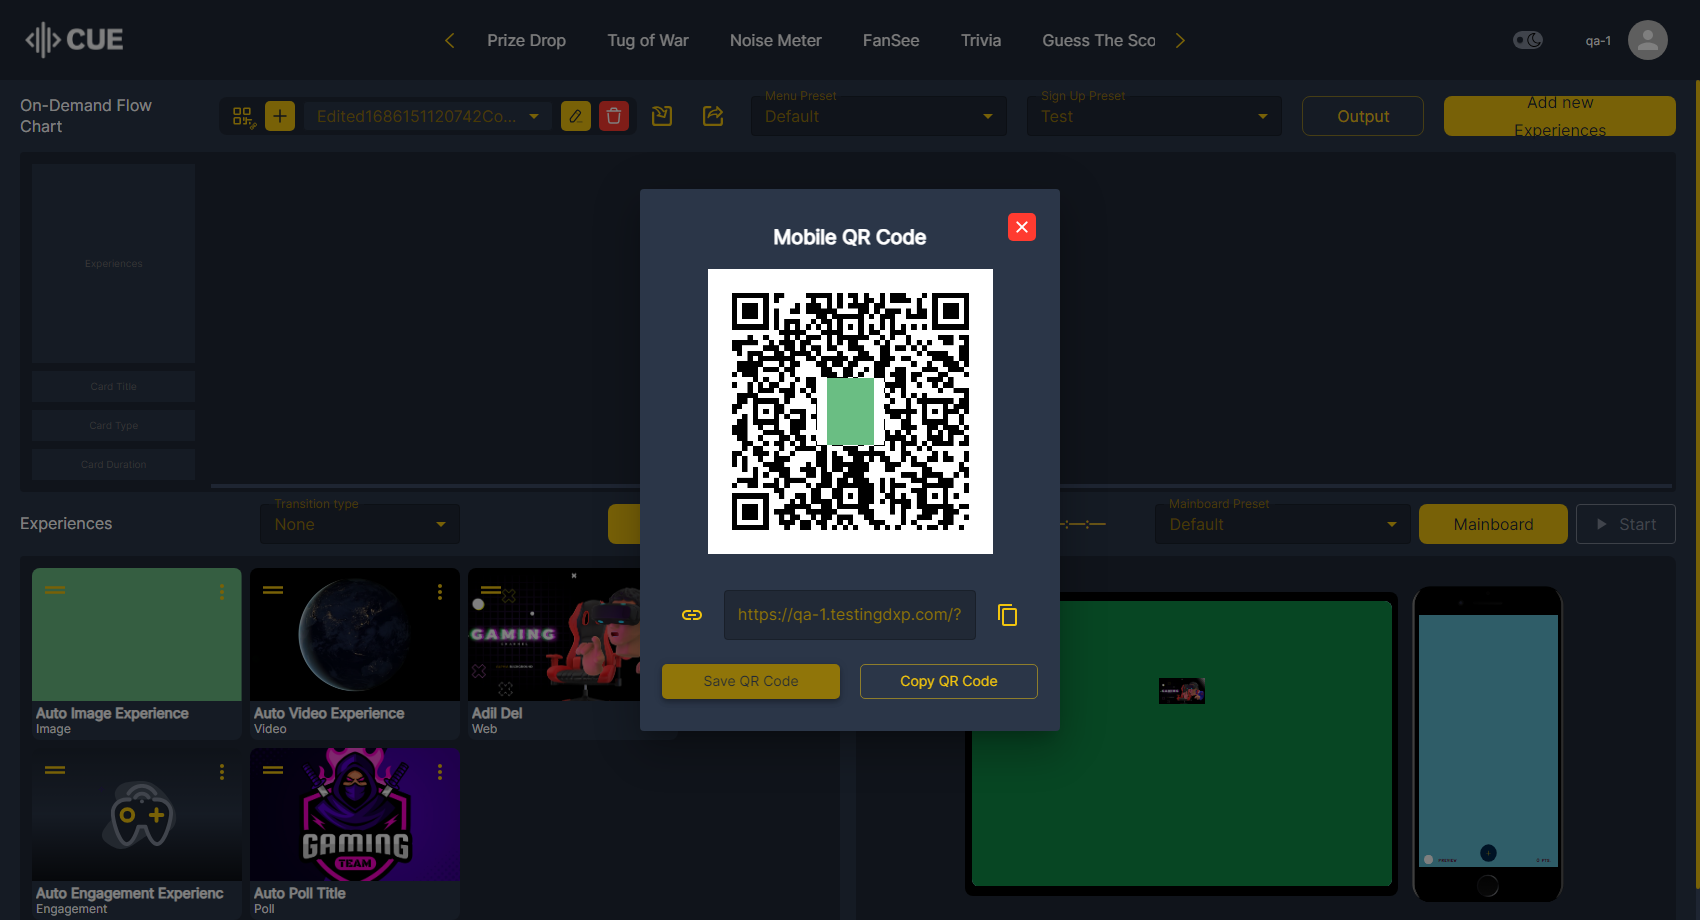 CUE
Prize Drop
Tug of War
Noise Meter
FanSee
Trivia
Guess The Sco
qa-1
On-Demand Flow
Chart
Edited1686151120742Co...
Menu Preset
Default
Sign Up Preset
Test
Output
Add new
Experiences
Experiences
Card Title
Card Type
Card Duration
Mobile QR Code
https://qa-1.testingdxp.com/?
Save QR Code
Copy QR Code
Experiences
Transition type
None
Mainboard Preset
Default
Mainboard
Start
GAMING
Auto Image Experience
Image
Auto Video Experience
Video
Adil Del
Web
GAMING
TEAM
Auto Engagement Experienc
Engagement
Auto Poll Title
Poll
PREVIEW